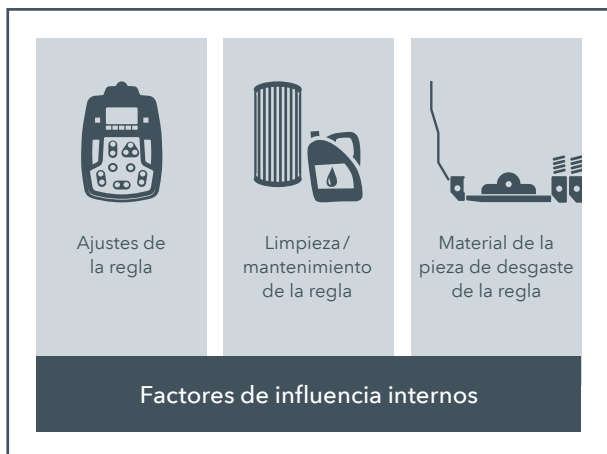 Ajustes de
la regla
Limpieza/
mantenimiento
de la regla
Material de la
pieza de desgaste
de la regla
Factores de influencia internos